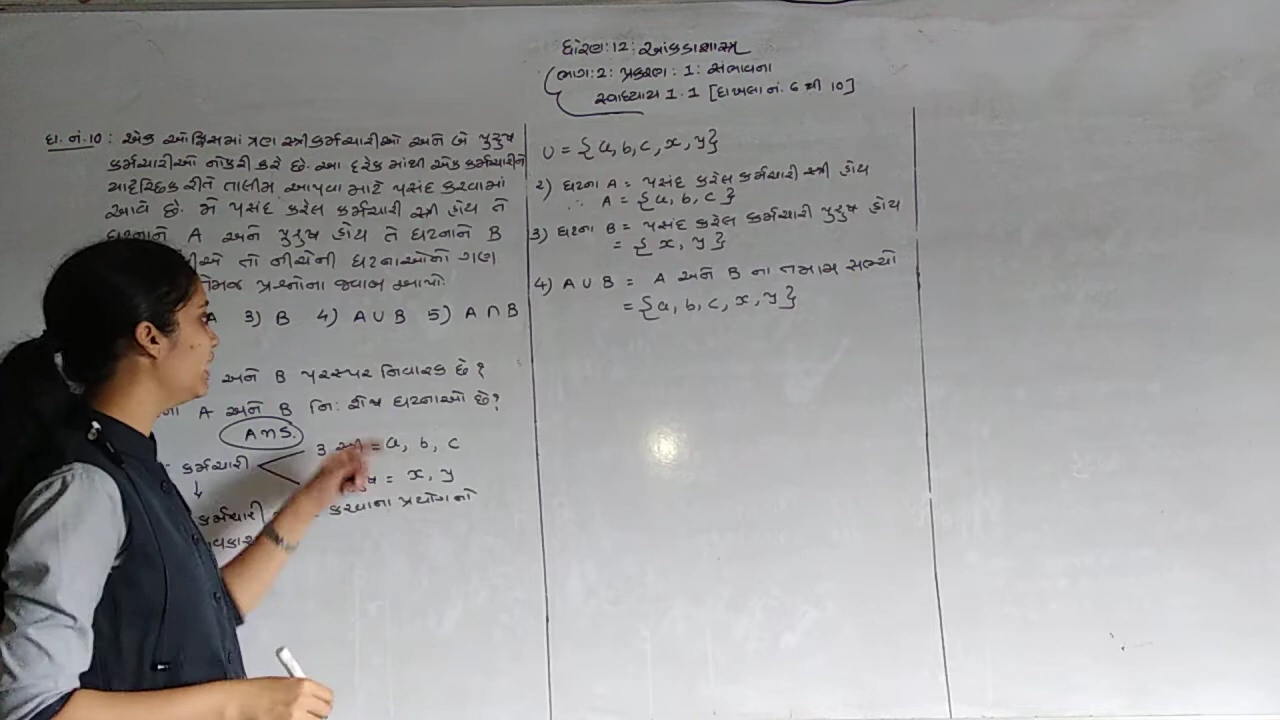 ધોરણ:12: આંકડાશાસ્ત્ર
ભાગ:2: પ્રકરણ: 1: સંભાવના
સ્વાધ્યાય 1.1 [દાખલા નં. 6 થી 10]
દા.નં.10: એક ઓફિસમાં ત્રણ સ્ત્રી કર્મચારીઓ અને બે પુરુષ
કર્મચારીઓ નોકરી કરે છે. આ દરેક માંથી એક કર્મચારીને
યાદૃચ્છિક રીતે તાલીમ આપવા માટે પસંદ કરવામાં
આવે છે. જો પસંદ કરેલ કર્મચારી સ્ત્રી હોય તે
ઘટનાને A અને પુરુષ હોય તે ઘટનાને B
તો નીચેની ઘટનાઓનો ગણ
તેમજ પ્રશ્નોના જવાબ આપો:
A 3) B 4) A ∪ B 5) A ∩ B
અને B પરસ્પર નિવારક છે?
A અને B નિ: શેષ ઘટનાઓ છે?
Ans.
કર્મચારી 3 સ્ત્રી = a, b, c
= x, y
↓
કર્મચારી કરવાના પ્રયોગનો
U = {a, b, c, x, y}
2) ઘટના A = પસંદ કરેલ કર્મચારી સ્ત્રી હોય
∴ A = {a, b, c}
3) ઘટના B = પસંદ કરેલ કર્મચારી પુરુષ હોય
= {x, y}
4) A ∪ B = A અને B ના તમામ સભ્યો
= {a, b, c, x, y}